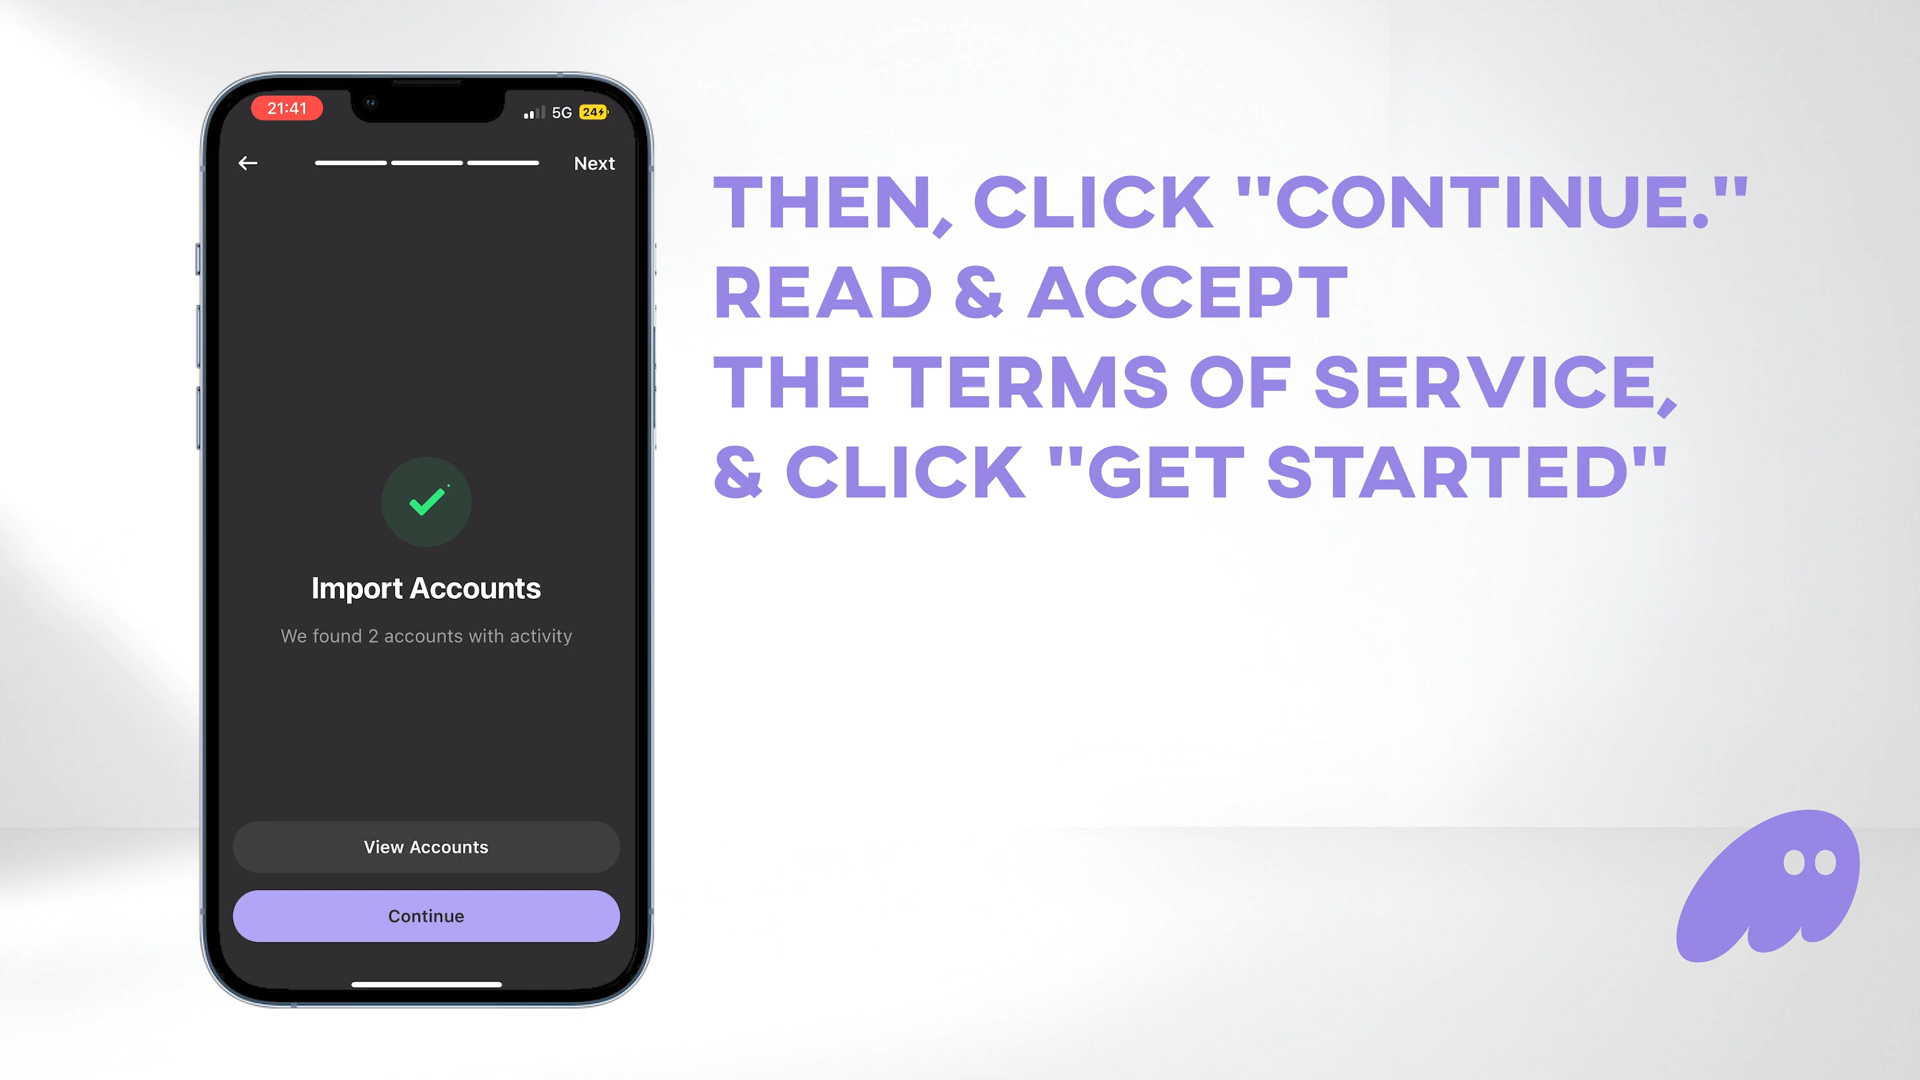 21:41
5G
24
Next
THEN, CLICK "CONTINUE."
READ & ACCEPT
THE TERMS OF SERVICE,
& CLICK "GET STARTED"
Import Accounts
We found 2 accounts with activity
View Accounts
Continue